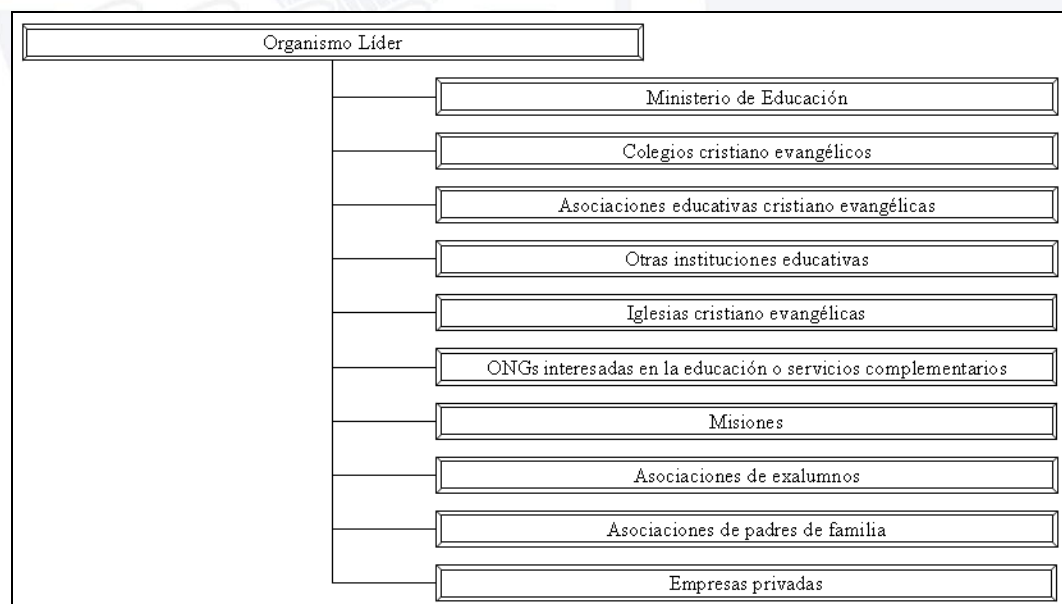 Organismo Líder
Ministerio de Educación
Colegios cristiano evangélicos
Asociaciones educativas cristiano evangélicas
Otras instituciones educativas
Iglesias cristiano evangélicas
ONGs interesadas en la educación o servicios complementarios
Misiones
Asociaciones de exalumnos
Asociaciones de padres de familia
Empresas privadas